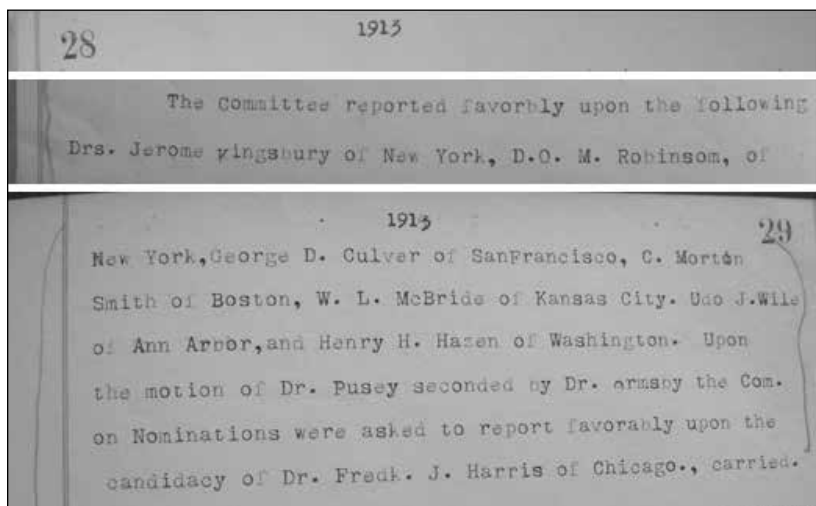 28
1913
The Committee reported favorbly upon the following
Drs. Jerome Kingsbury of New York, D.O. M. Robinsom, of
1913
29
New York,George D. Culver of SanFrancisco, C. Morton
Smith of Boston, W. L. McBride of Kansas City. Udo J.Wile
of Ann Arbor,and Henry H. Hazen of Washington. Upon
the motion of Dr. Pusey seconded by Dr. ormsby the Com.
on Nominations were asked to report favorably upon the
candidacy of Dr. Fredk. J. Harris of Chicago., carried.